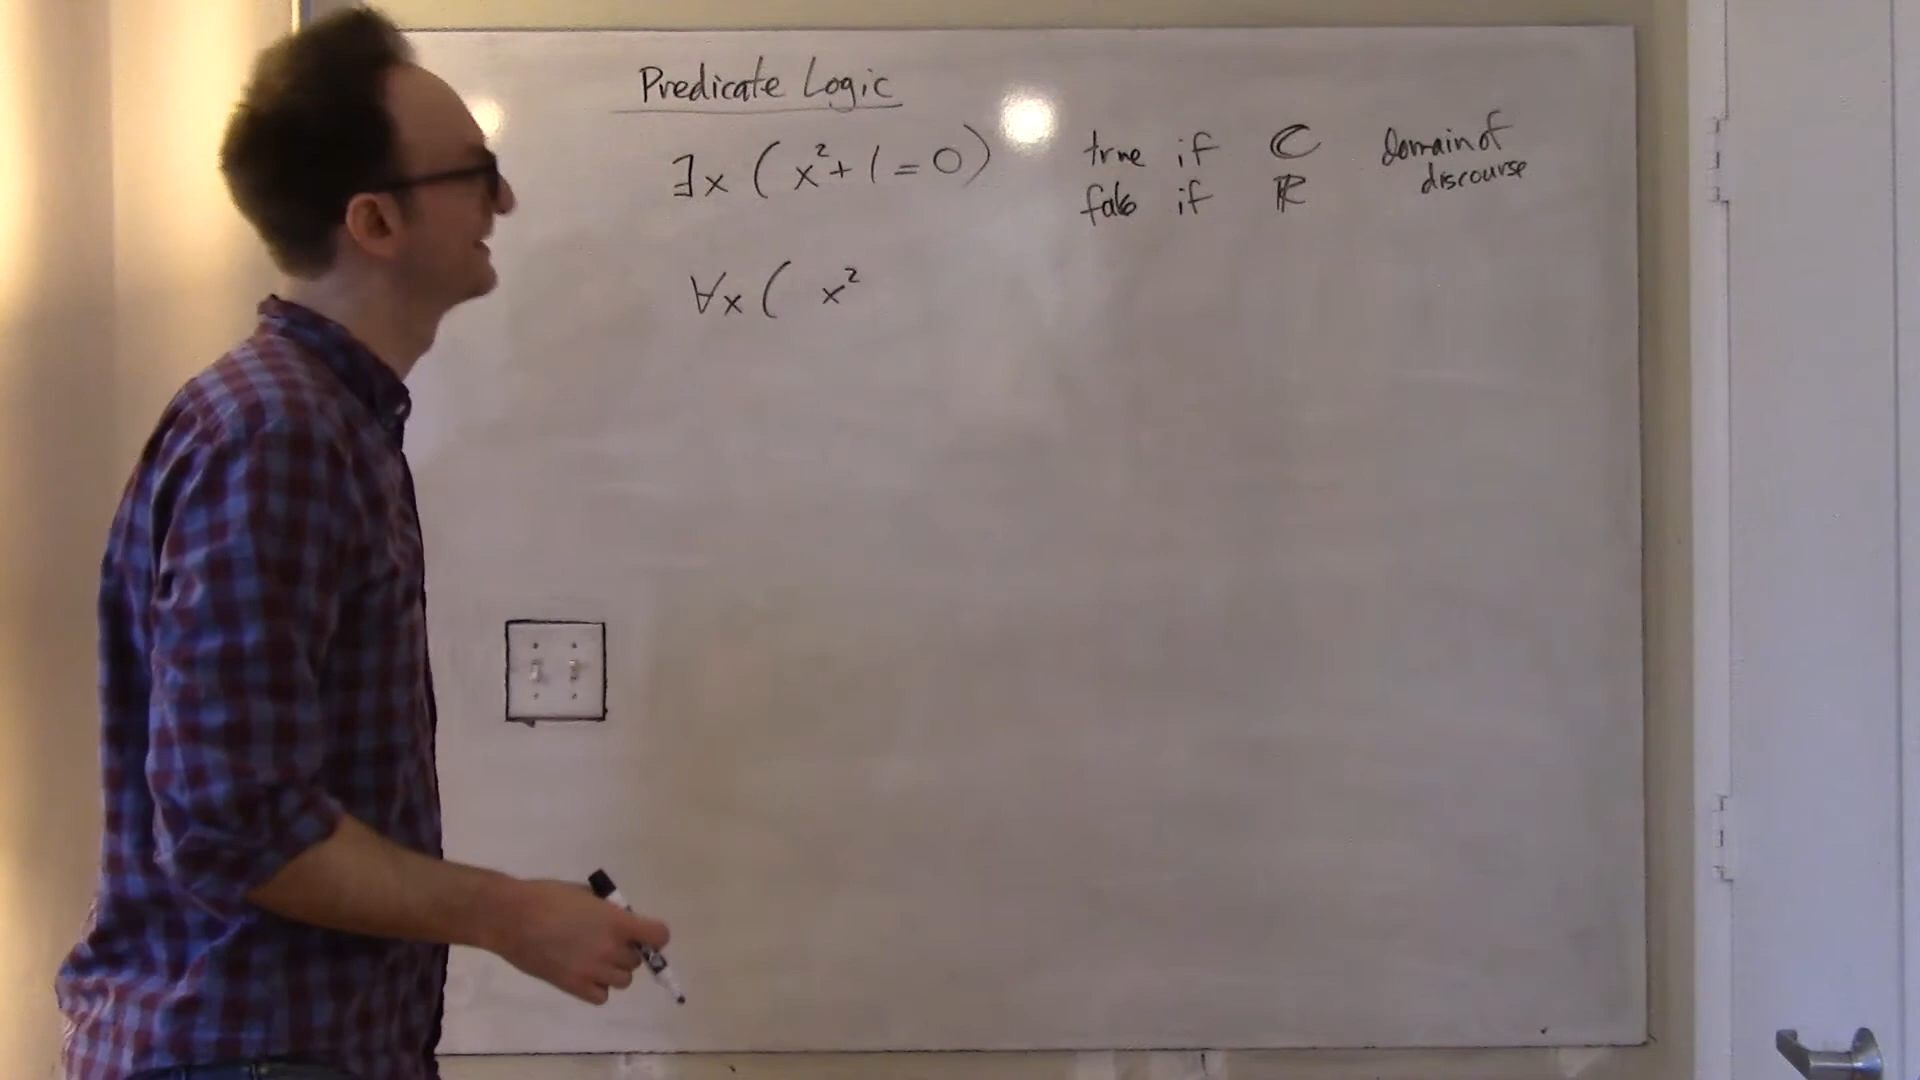 Predicate Logic
∃x ( x²+1=0) true if ℂ domain of
false if ℝ discourse
∀x ( x²